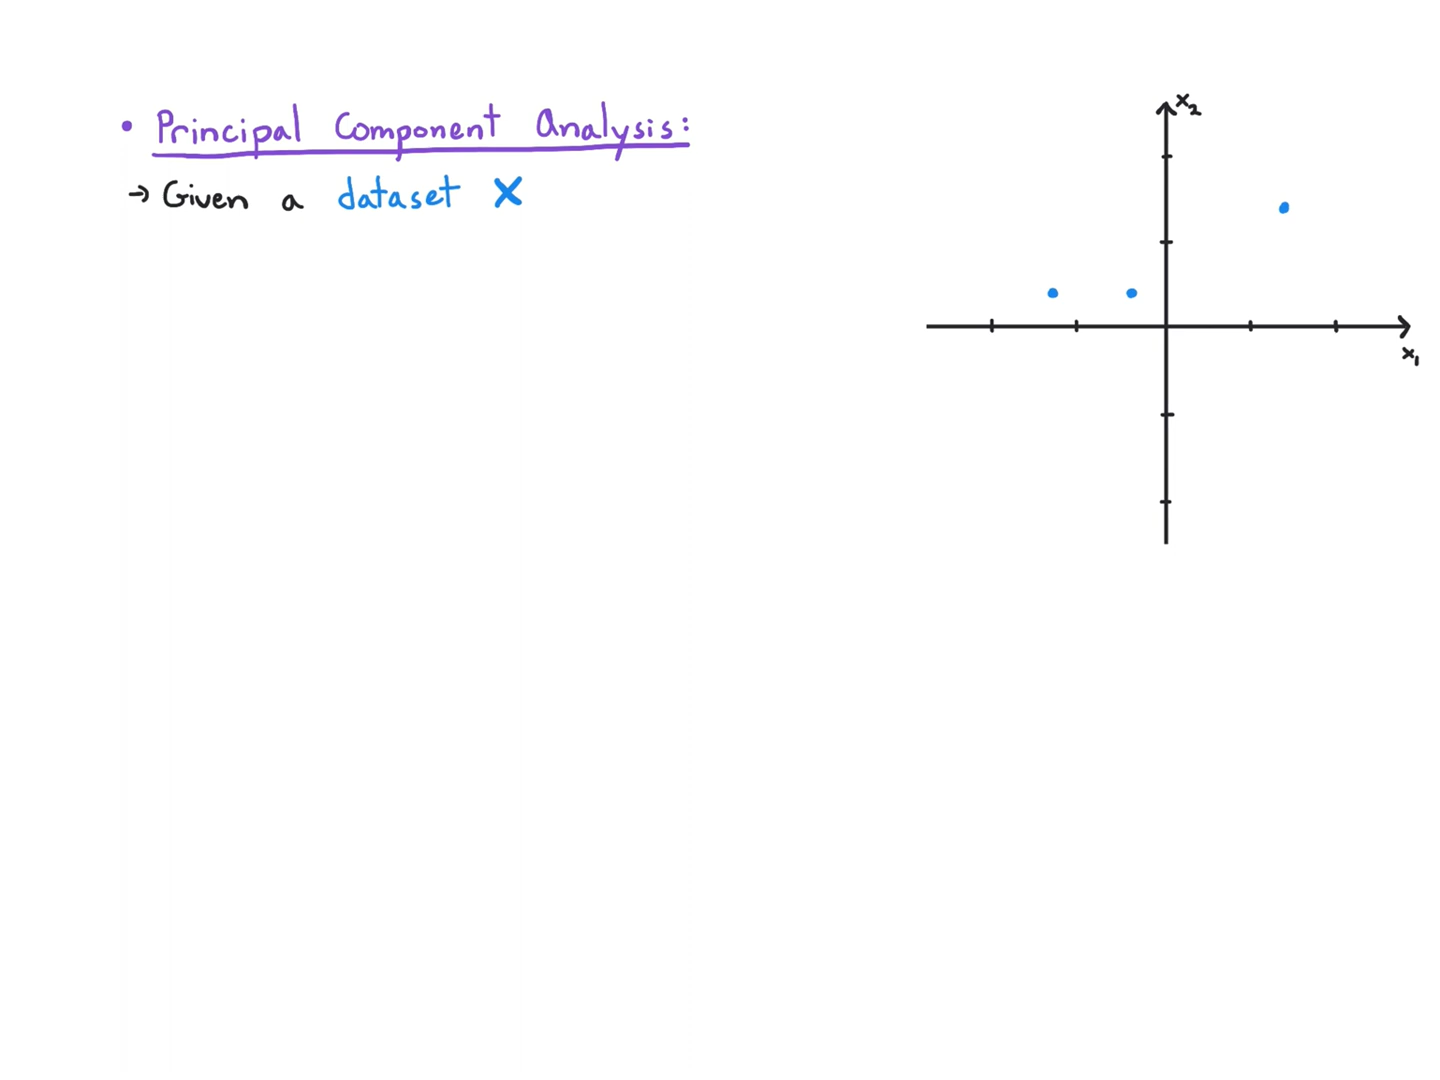 • Principal Component Analysis:
→ Given a dataset X
x₂
x₁